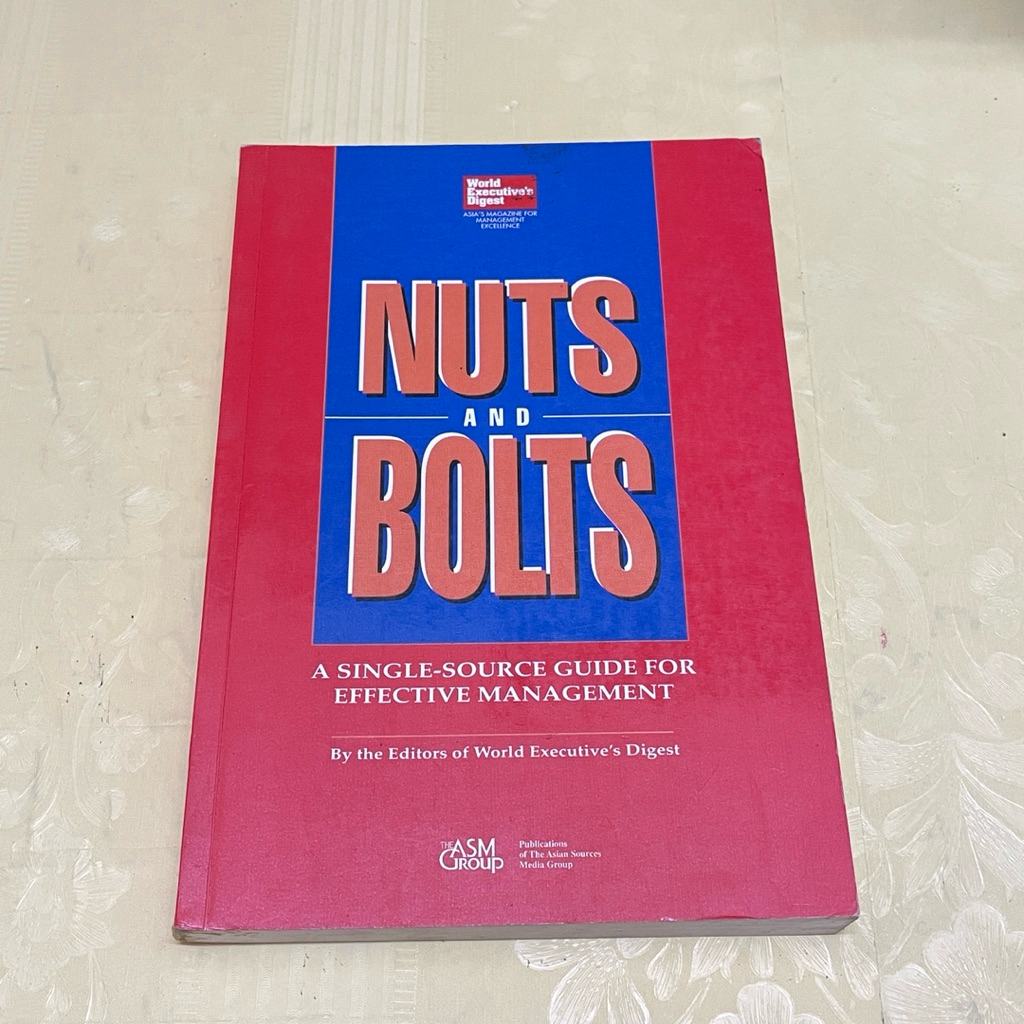 World
Executive's
Digest
ASIA'S MAGAZINE FOR
MANAGEMENT
EXCELLENCE
NUTS
AND
BOLTS
A SINGLE-SOURCE GUIDE FOR
EFFECTIVE MANAGEMENT
By the Editors of World Executive's Digest
THE ASM
GROUP
Publications
of The Asian Sources
Media Group